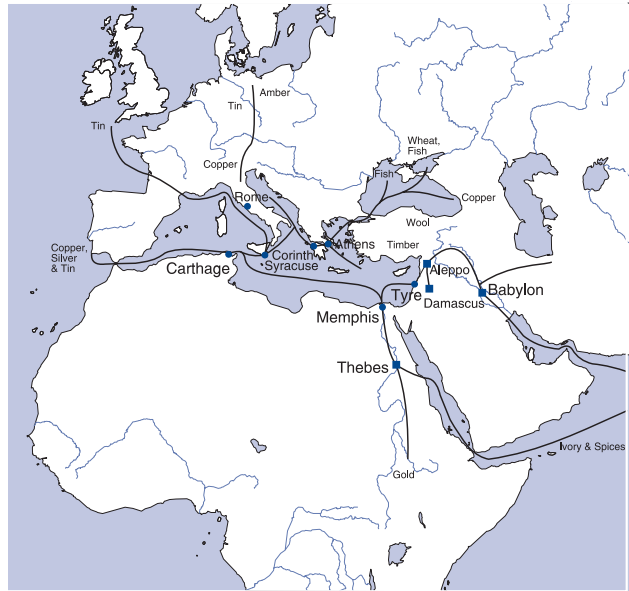 Amber
Tin
Tin
Wheat,
Fish
Copper
Fish
Copper
Rome
Wool
Athens
Timber
Copper,
Silver
& Tin
Corinth
Syracuse
Carthage
Aleppo
Tyre
Babylon
Damascus
Memphis
Thebes
Ivory & Spices
Gold